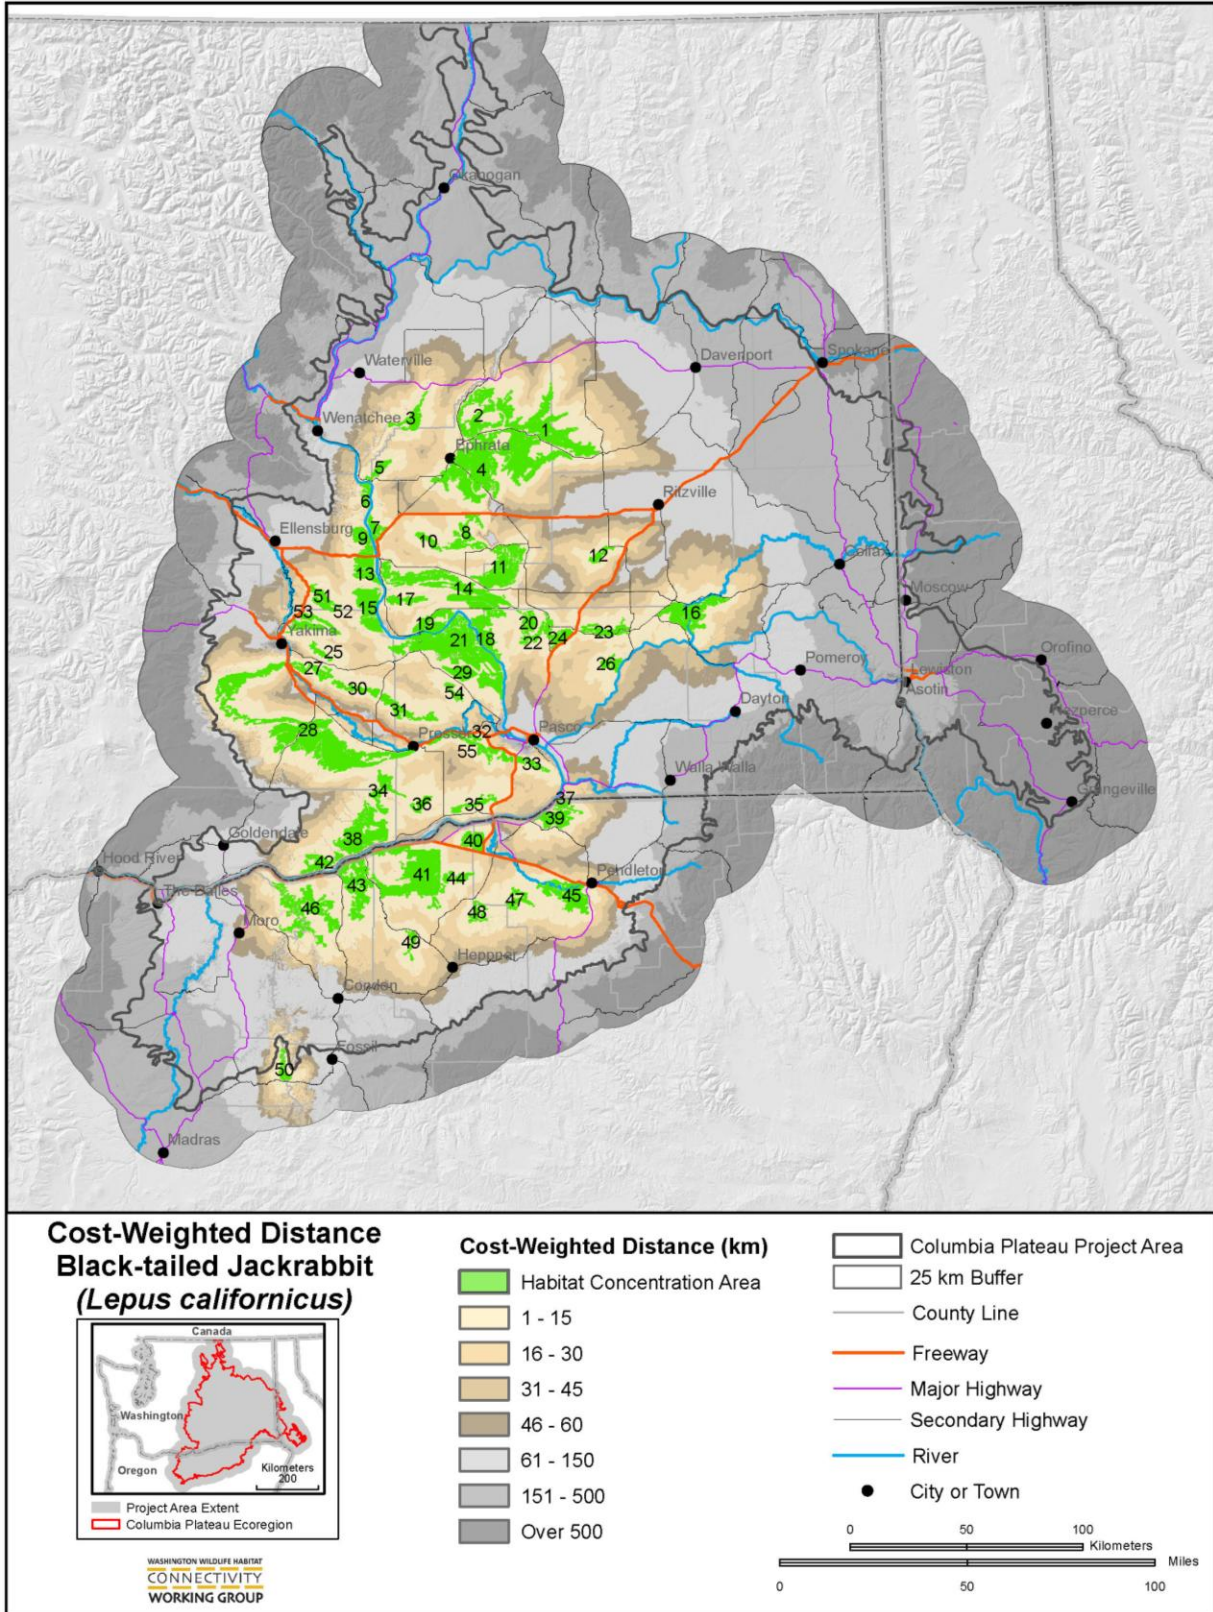 Okanogan
Waterville
Davenport
Spokane
Wenatchee
3
2
1
Ephrata
4
5
6
Ritzville
Ellensburg
7
9
10
8
11
12
Colfax
13
14
Moscow
51
53
52
15
17
16
Yakima
19
21
18
20
22
24
23
25
27
29
26
Orofino
Pomeroy
Lewiston
Asotin
30
54
31
Dayton
Nezperce
28
Prosser
32
55
Pasco
33
Walla Walla
Grangeville
34
36
35
37
39
Goldendale
38
40
Hood River
42
The Dalles
43
41
44
Pendleton
45
46
47
48
Moro
49
Heppner
Condon
50
Fossil
Madras
Cost-Weighted Distance
Black-tailed Jackrabbit
(Lepus californicus)
Canada
Washington
Oregon
Kilometers
200
Project Area Extent
Columbia Plateau Ecoregion
WASHINGTON WILDLIFE HABITAT
CONNECTIVITY
WORKING GROUP
Cost-Weighted Distance (km)
Habitat Concentration Area
1 - 15
16 - 30
31 - 45
46 - 60
61 - 150
151 - 500
Over 500
Columbia Plateau Project Area
25 km Buffer
County Line
Freeway
Major Highway
Secondary Highway
River
City or Town
0 50 100
Kilometers
Miles
0 50 100